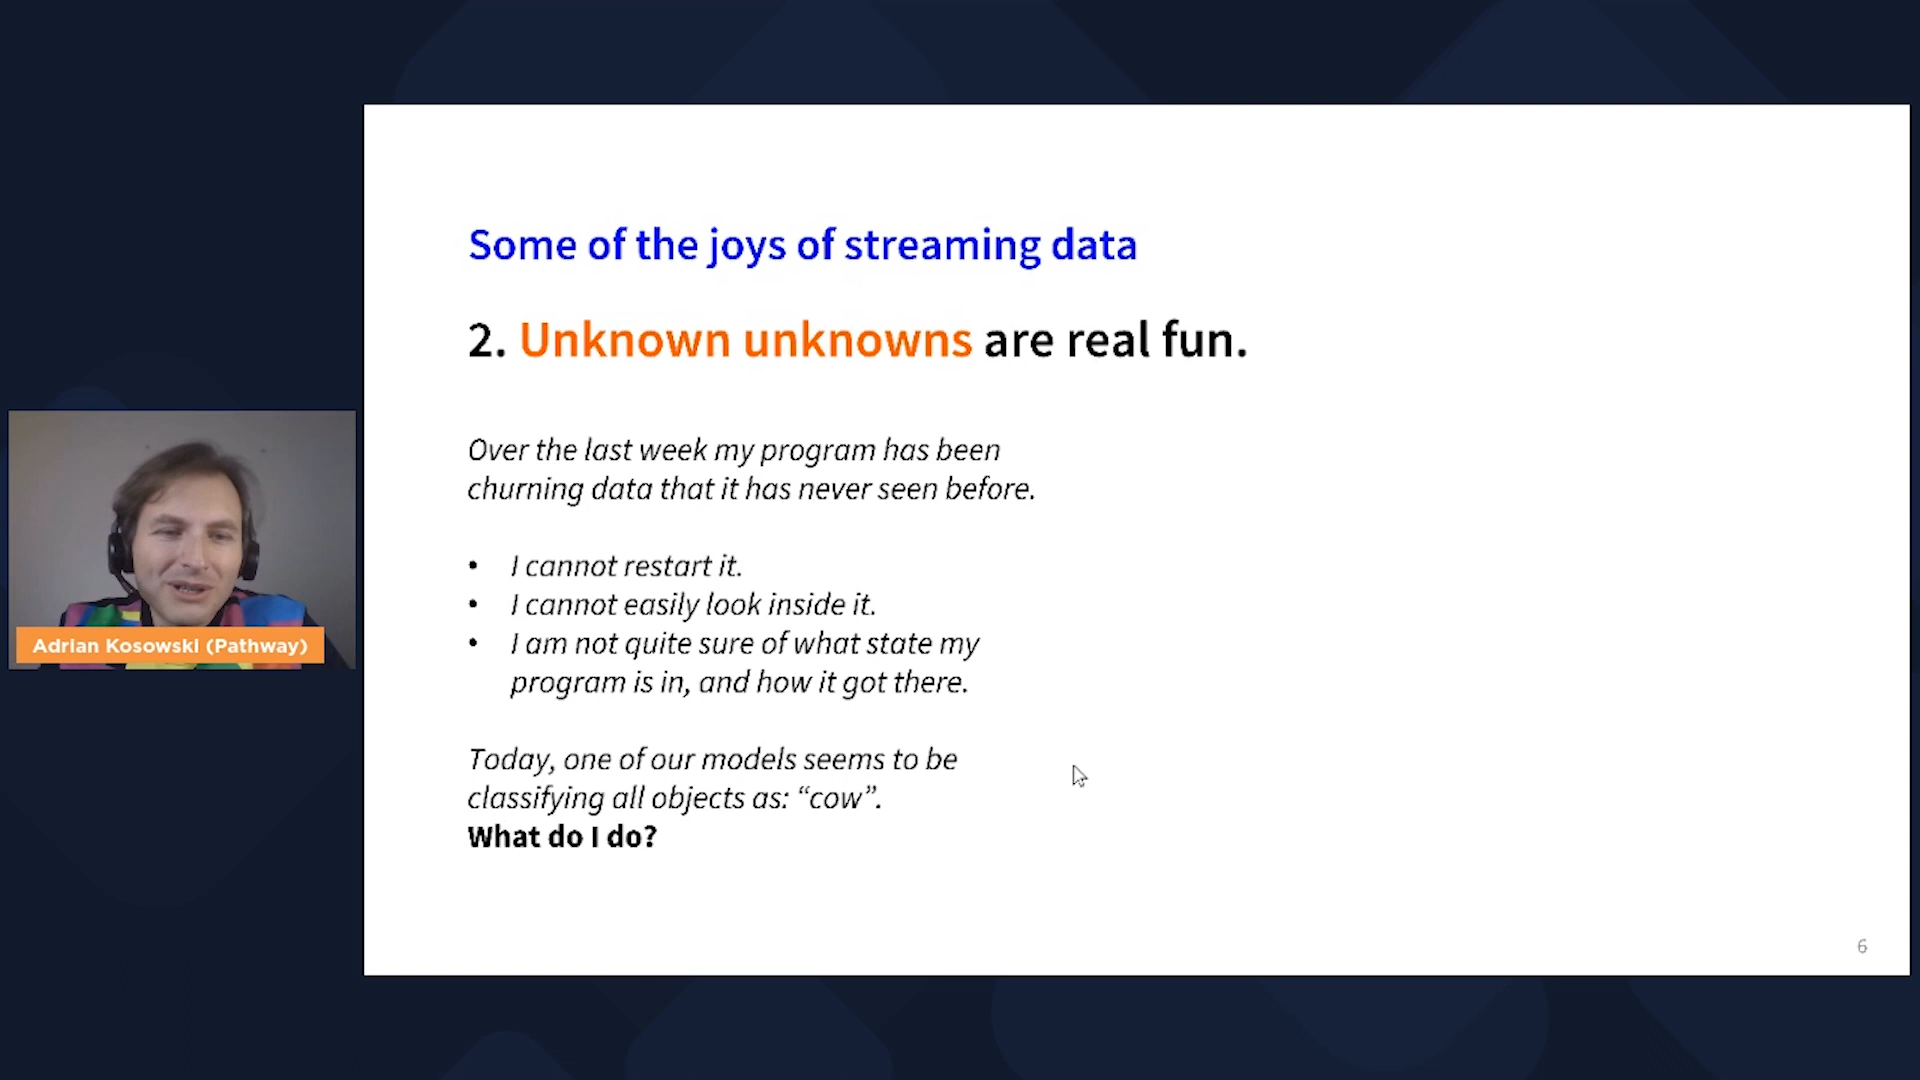 Some of the joys of streaming data
2. Unknown unknowns are real fun.
Over the last week my program has been
churning data that it has never seen before.
• I cannot restart it.
• I cannot easily look inside it.
• I am not quite sure of what state my
program is in, and how it got there.
Today, one of our models seems to be
classifying all objects as: “cow”.
What do I do?
6
Adrian Kosowski (Pathway)